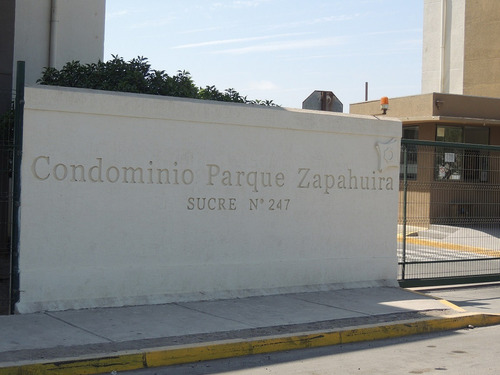 Condominio Parque Zapahuira
SUCRE N° 247